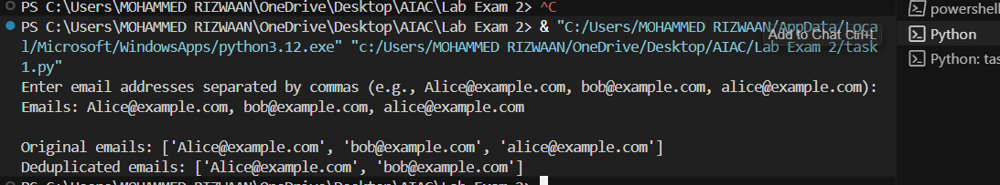 PS C:\Users\MOHAMMED RIZWAAN\OneDrive\Desktop\AIAC\Lab Exam 2> ^C
PS C:\Users\MOHAMMED RIZWAAN\OneDrive\Desktop\AIAC\Lab Exam 2> & "C:/Users/MOHAMMED RIZWAAN/AppData/Loca
l/Microsoft/WindowsApps/python3.12.exe" "c:/Users/MOHAMMED RIZWAAN/OneDrive/Desktop/AIAC/Lab Exam 2/task
1.py"
Add to Chat Ctrl+L
Enter email addresses separated by commas (e.g., Alice@example.com, bob@example.com, alice@example.com):
Emails: Alice@example.com, bob@example.com, alice@example.com
Original emails: ['Alice@example.com', 'bob@example.com', 'alice@example.com']
Deduplicated emails: ['Alice@example.com', 'bob@example.com']
PS C:\Users\MOHAMMED RIZWAAN\OneDrive\Desktop\AIAC\Lab Exam 2>
powershell
Python
Python: tas